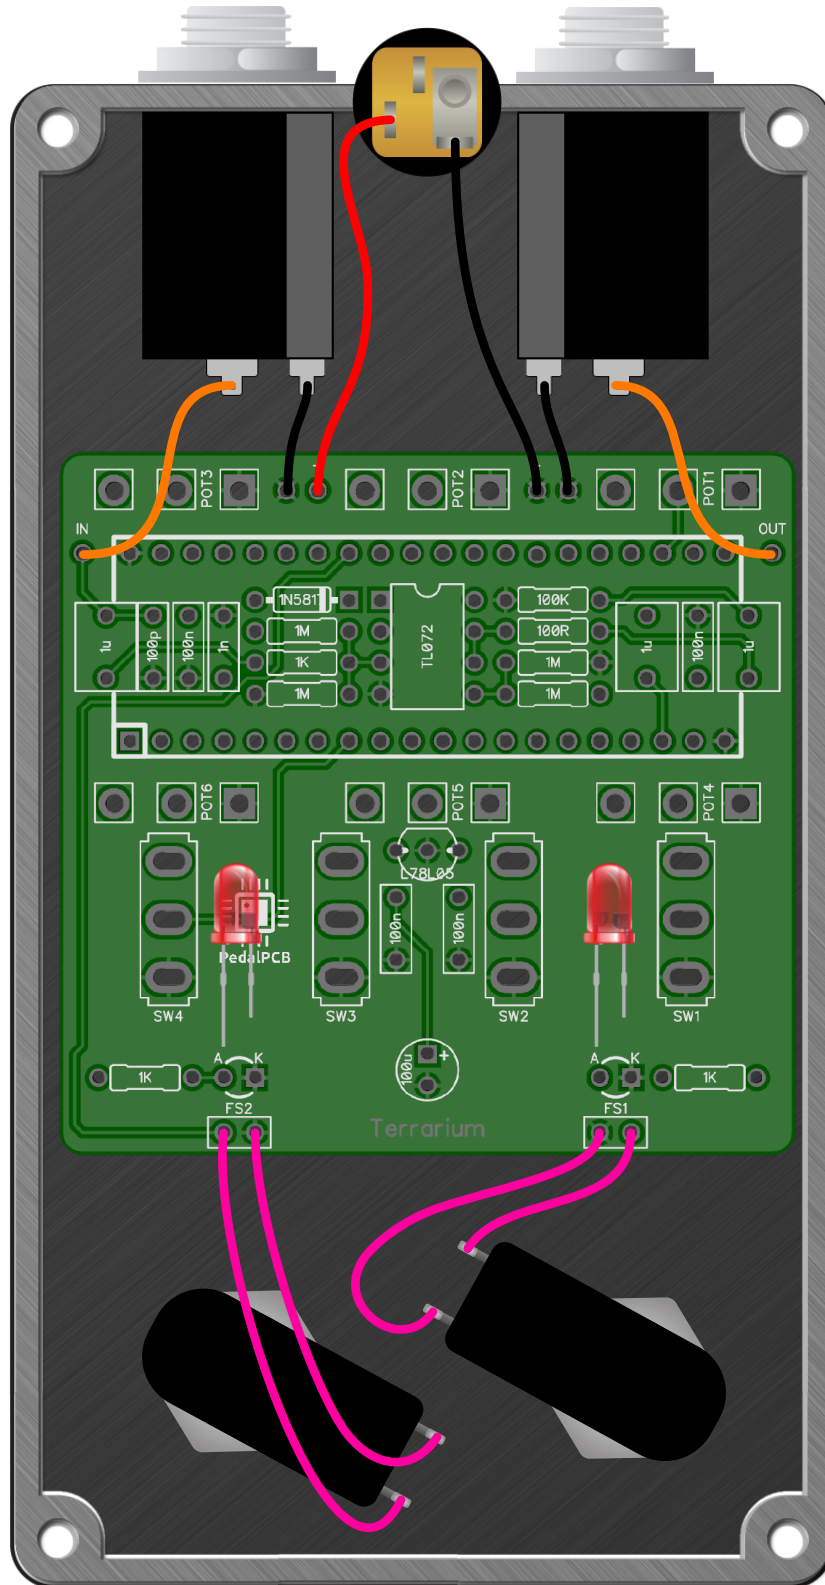 POT3
POT2
POT1
IN
OUT
1N5817
100K
1M
TL072
100R
1u
100p
100n
1n
1K
1M
1u
100n
1u
1M
1M
POT6
POT5
POT4
L78L05
100n
100n
PedalPCB
SW4
SW3
SW2
SW1
A
K
100u
+
A
K
1K
1K
FS2
Terrarium
FS1